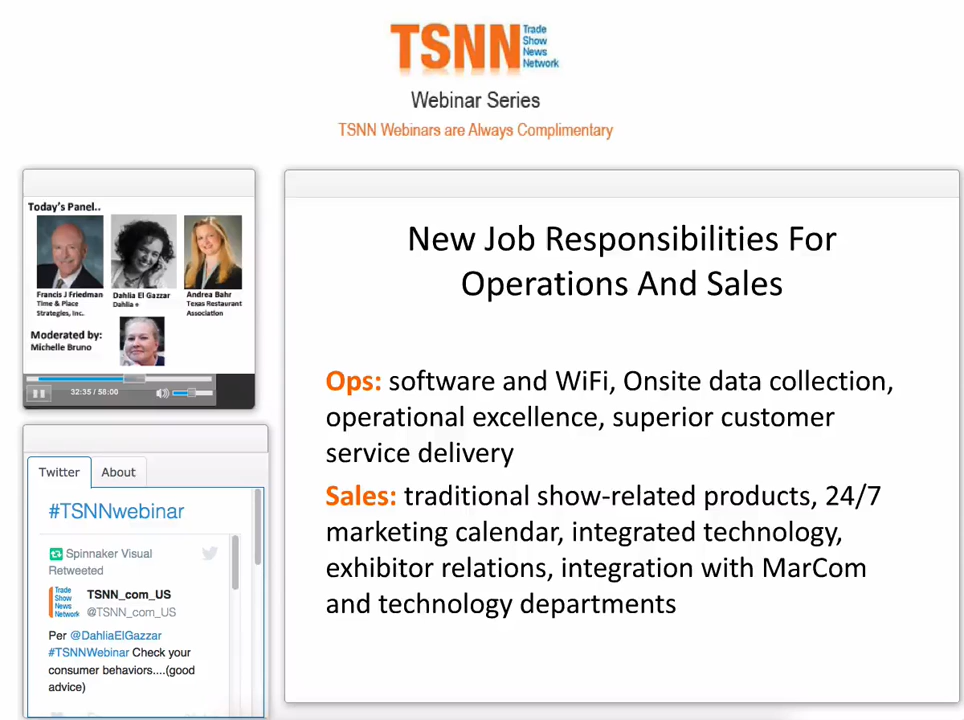 TSNN
Trade
Show
News
Network
Webinar Series
TSNN Webinars are Always Complimentary
Today's Panel..
Francis J Friedman
Time & Place
Strategies, Inc.
Dahlia El Gazzar
Dahlia +
Andrea Bahr
Texas Restaurant
Association
Moderated by:
Michelle Bruno
32:35 / 58:00
Twitter
About
#TSNNwebinar
Spinnaker Visual
Retweeted
Trade
Show
News
Network
TSNN_com_US
@TSNN_com_US
Per @DahliaElGazzar
#TSNNWebinar Check your
consumer behaviors....(good
advice)
New Job Responsibilities For
Operations And Sales
Ops: software and WiFi, Onsite data collection,
operational excellence, superior customer
service delivery
Sales: traditional show-related products, 24/7
marketing calendar, integrated technology,
exhibitor relations, integration with MarCom
and technology departments